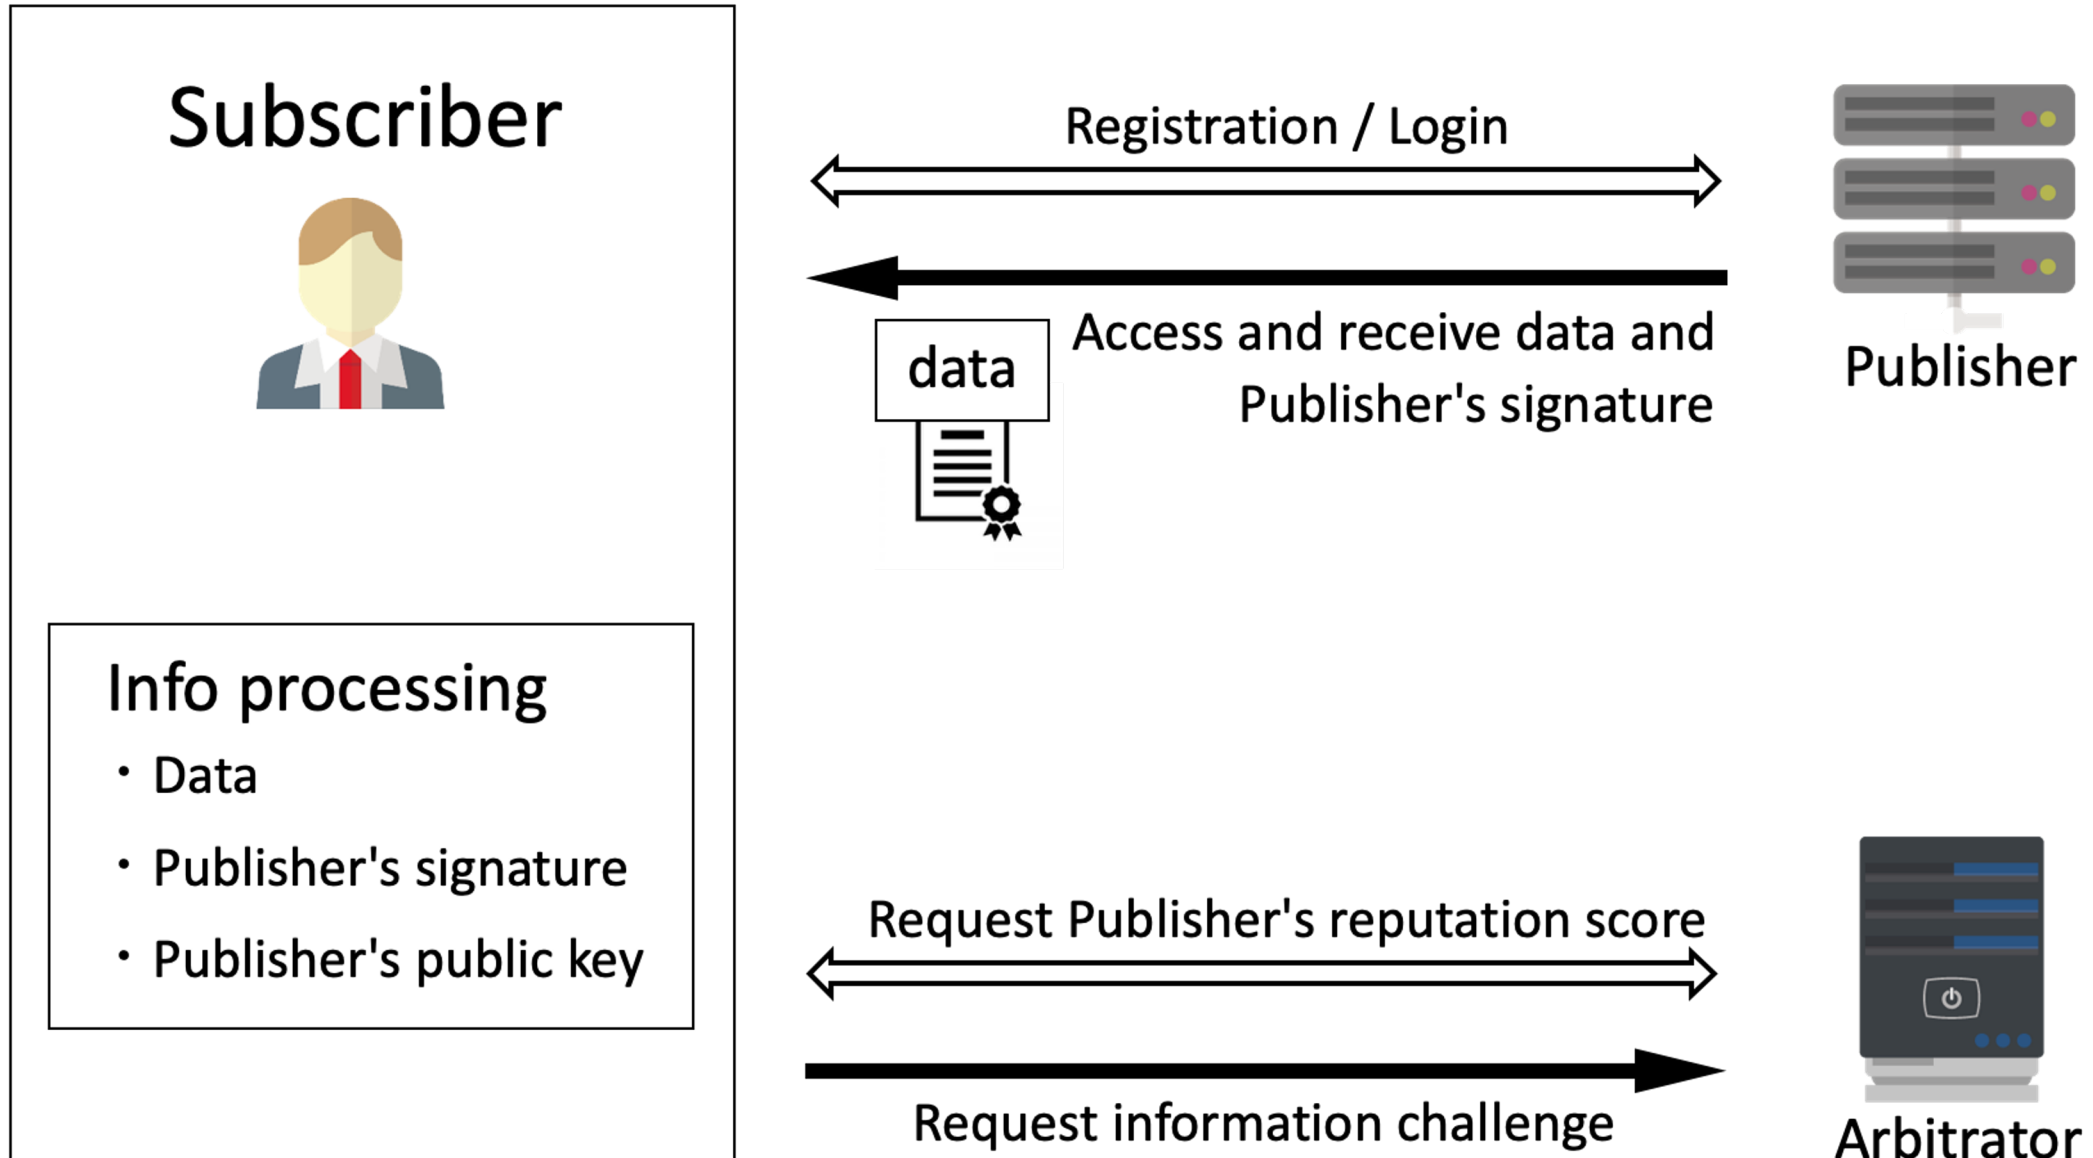 Subscriber
Registration / Login
Publisher
data
Access and receive data and
Publisher's signature
Info processing
· Data
· Publisher's signature
· Publisher's public key
Request Publisher's reputation score
Request information challenge
Arbitrator